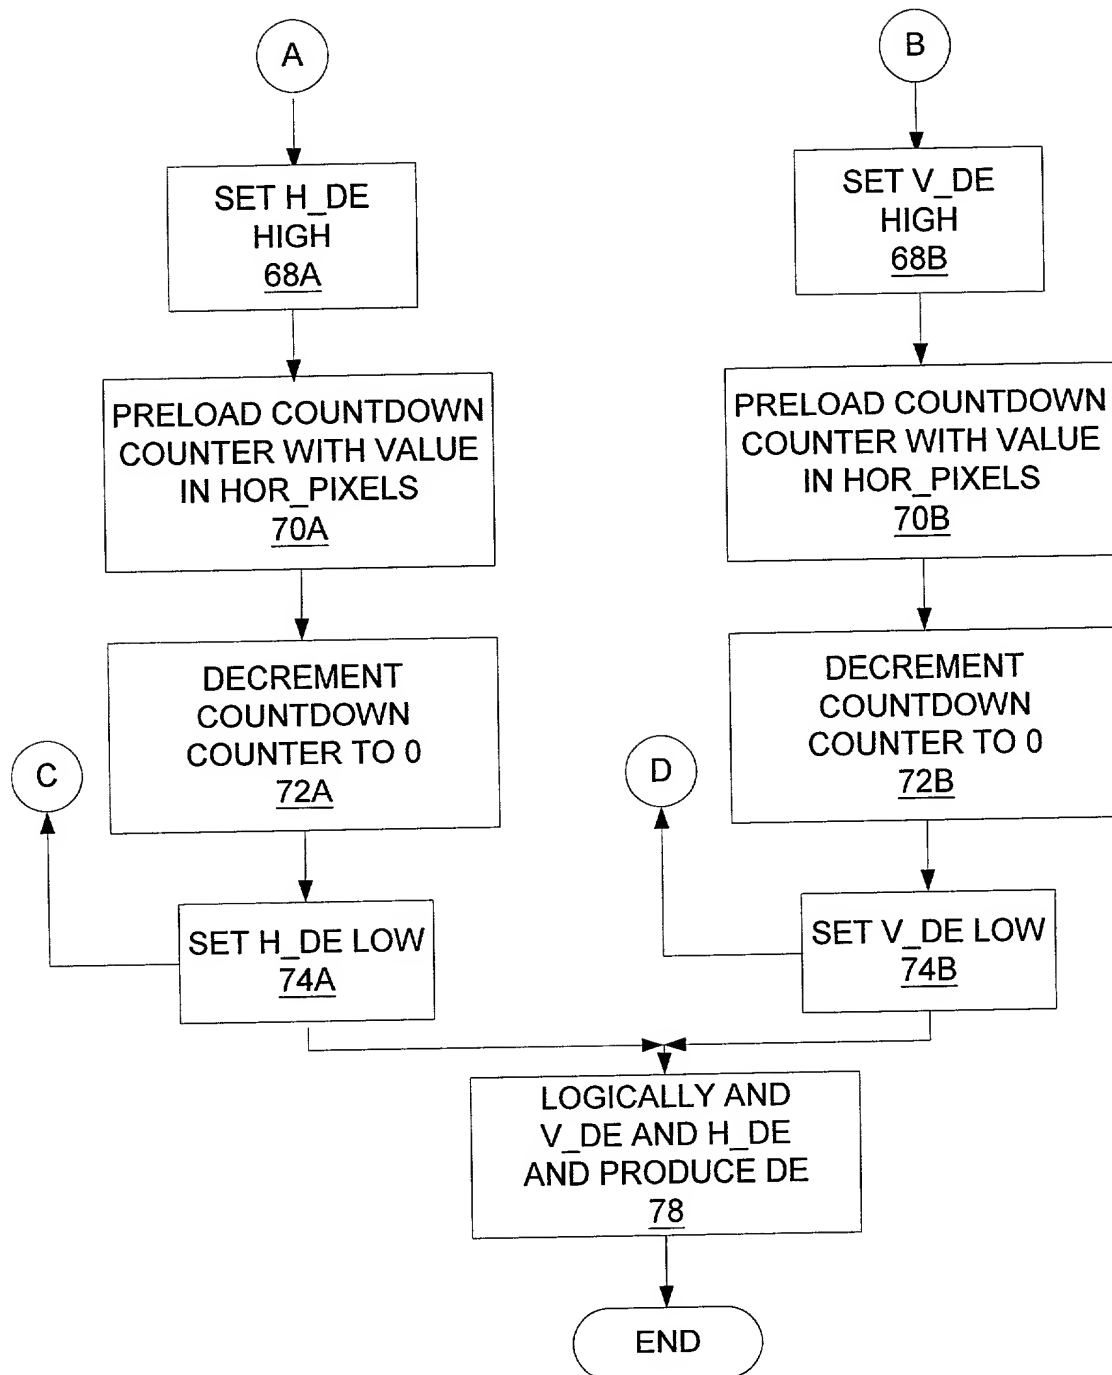 A
SET H_DE
HIGH
68A
PRELOAD COUNTDOWN
COUNTER WITH VALUE
IN HOR_PIXELS
70A
DECREMENT
COUNTDOWN
COUNTER TO 0
72A
C
SET H_DE LOW
74A
B
SET V_DE
HIGH
68B
PRELOAD COUNTDOWN
COUNTER WITH VALUE
IN HOR_PIXELS
70B
DECREMENT
COUNTDOWN
COUNTER TO 0
72B
D
SET V_DE LOW
74B
LOGICALLY AND
V_DE AND H_DE
AND PRODUCE DE
78
END